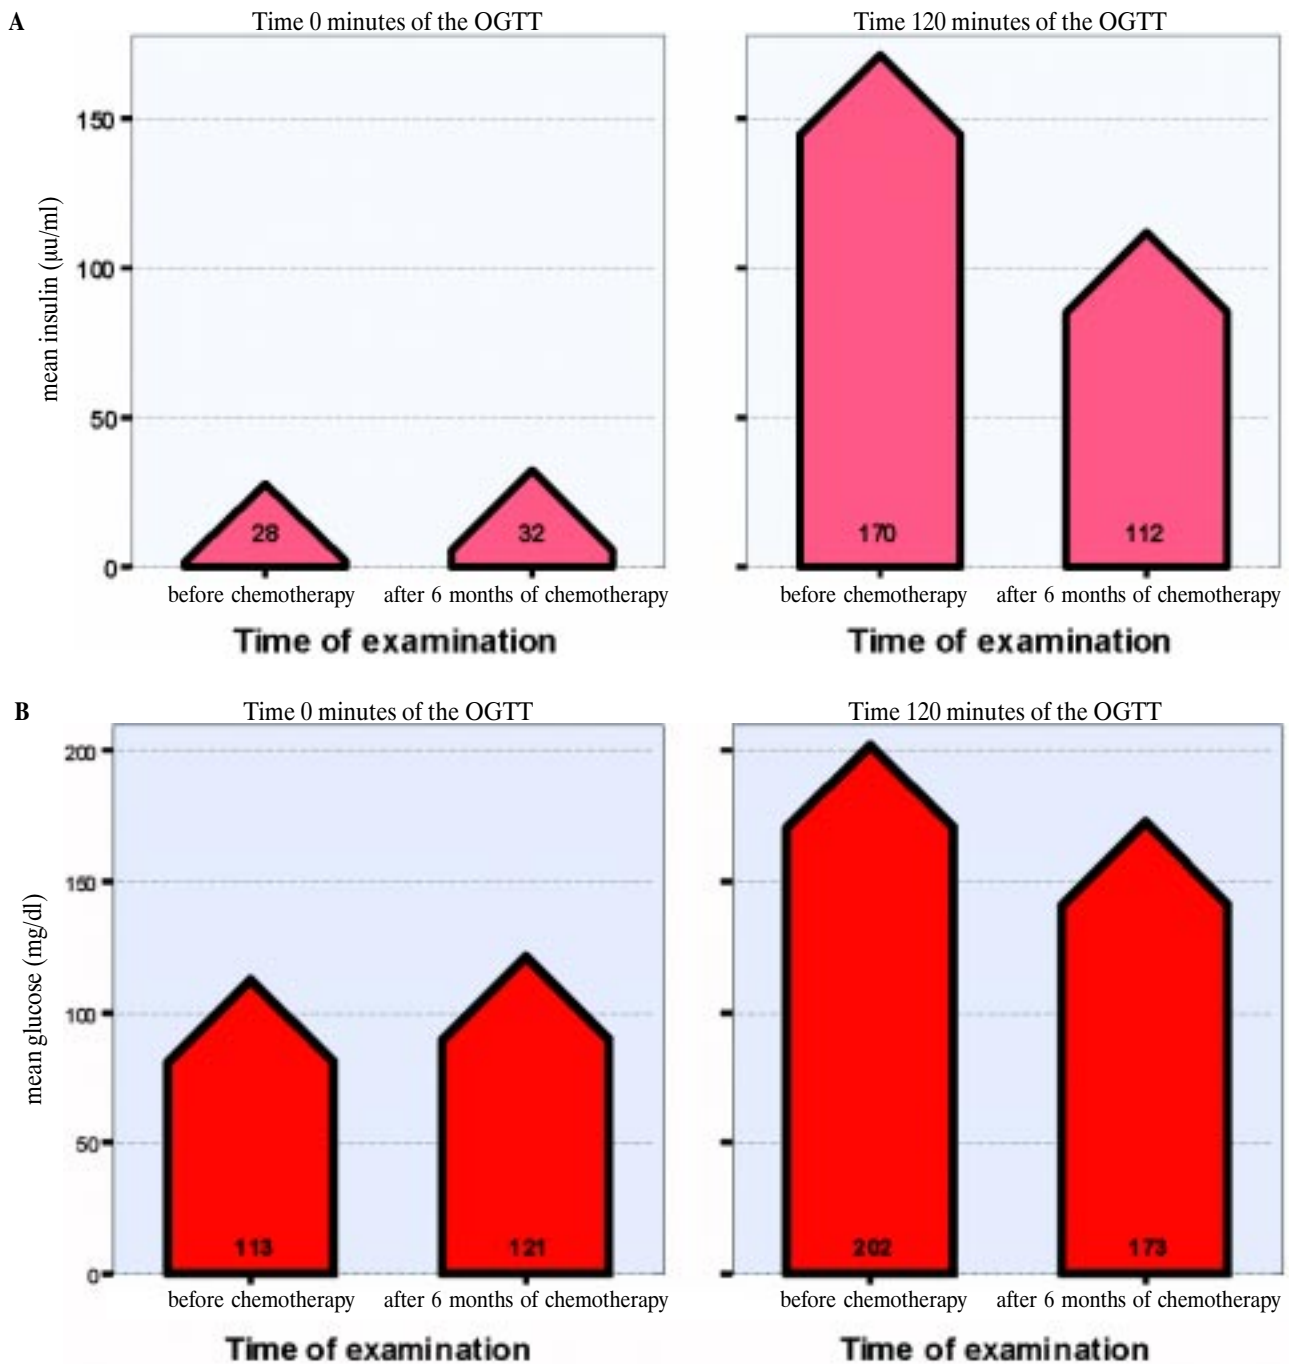 A
Time 0 minutes of the OGTT
Time 120 minutes of the OGTT
mean insulin (μu/ml)
150
100
50
0
28
32
170
112
before chemotherapy
after 6 months of chemotherapy
before chemotherapy
after 6 months of chemotherapy
Time of examination
Time of examination
B
Time 0 minutes of the OGTT
Time 120 minutes of the OGTT
mean glucose (mg/dl)
200
150
100
50
0
113
121
202
173
before chemotherapy
after 6 months of chemotherapy
before chemotherapy
after 6 months of chemotherapy
Time of examination
Time of examination